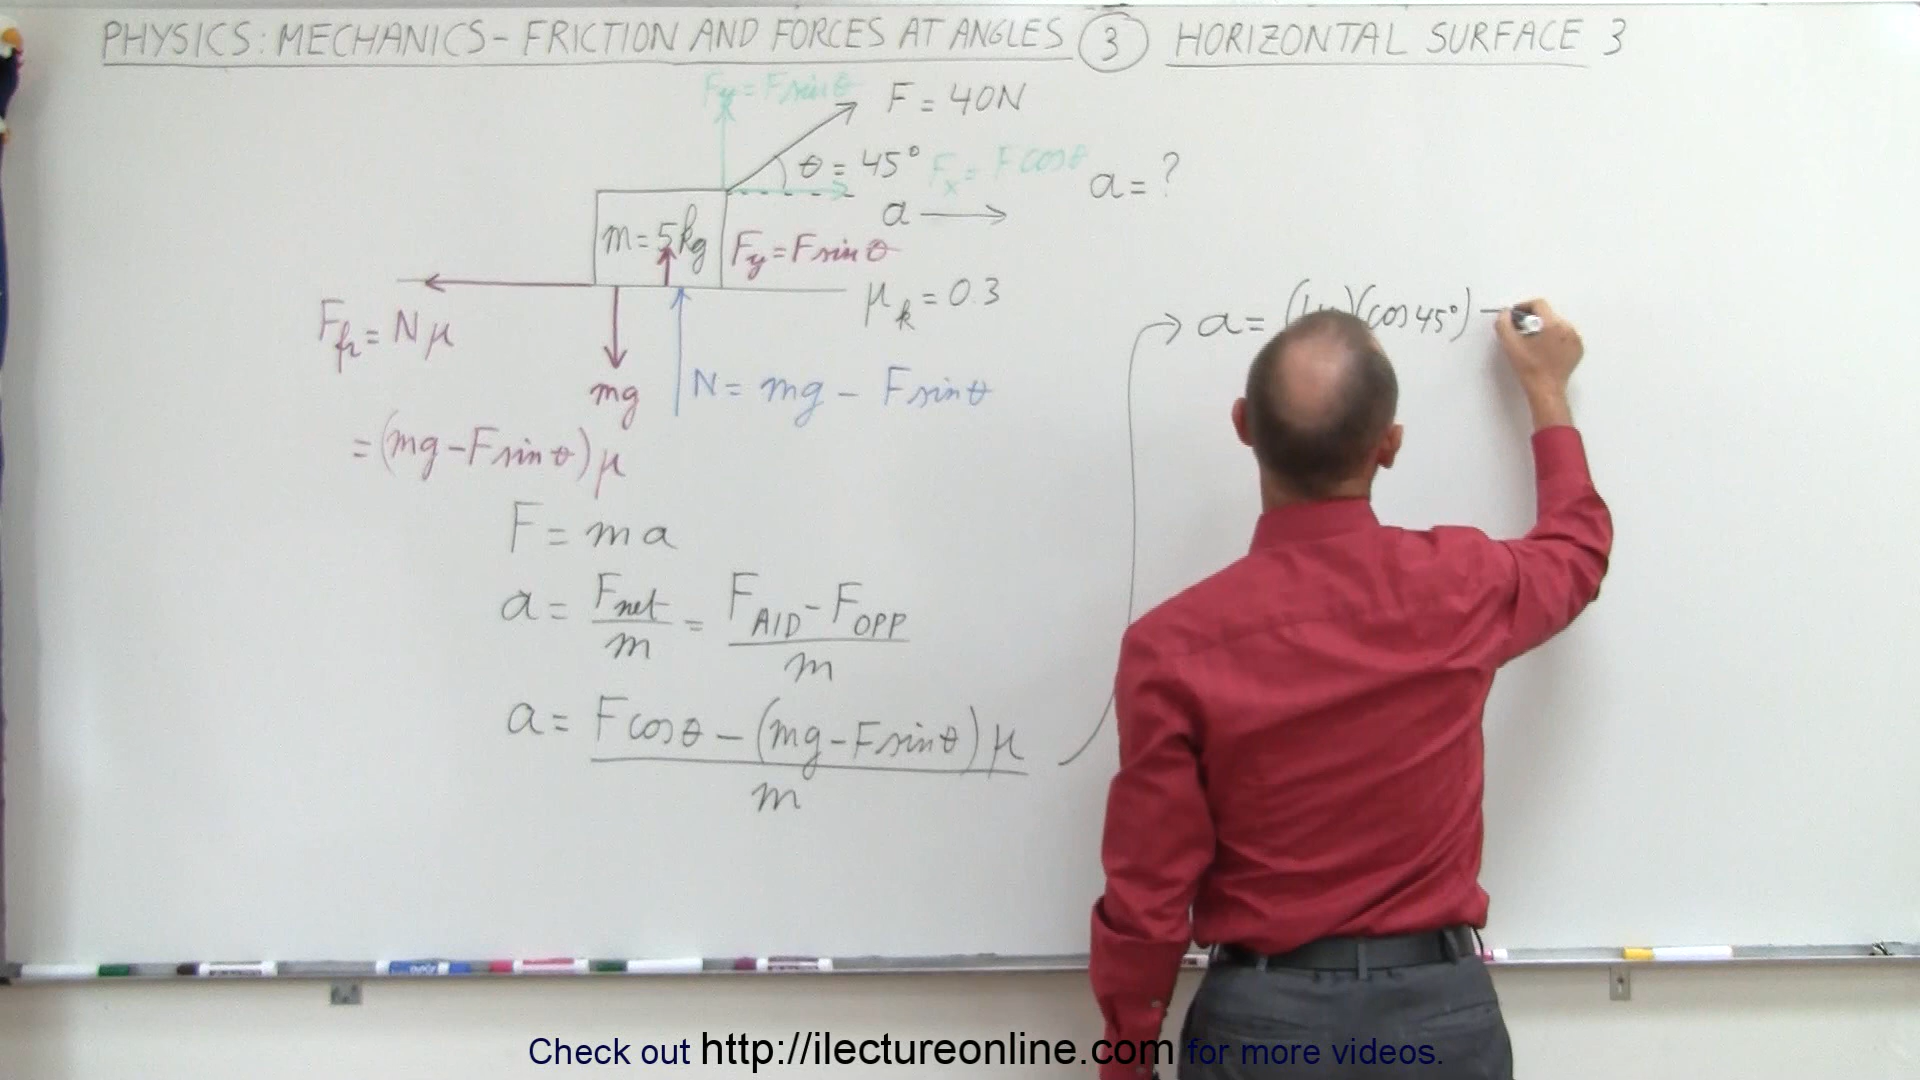 PHYSICS: MECHANICS - FRICTION AND FORCES AT ANGLES ③ HORIZONTAL SURFACE 3
Fy = F sin θ
F = 40N
θ = 45°
Fx = F cos θ
a = ?
a →
m = 5kg
Fy = F sin θ
μk = 0.3
Ffr = Nμ
mg
N = mg - F sin θ
= (mg - F sin θ) μ
F = ma
a = Fnet/m = (FAID - FOPP)/m
a = (F cos θ - (mg - F sin θ) μ)/m
→ a = (cos 45°) -
Check out http://ilectureonline.com for more videos.